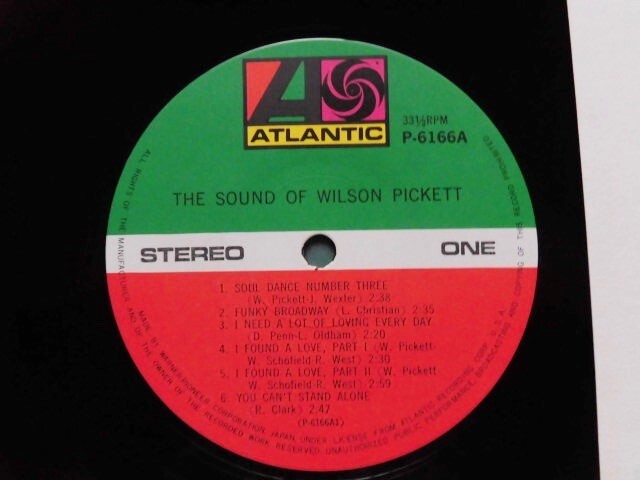 ATLANTIC
33⅓RPM
P-6166A
THE SOUND OF WILSON PICKETT
STEREO ONE
1. SOUL DANCE NUMBER THREE
(W. Pickett-J. Wexler) 2:38
2. FUNKY BROADWAY (L. Christian) 2:35
3. I NEED A LOT OF LOVING EVERY DAY
(D. Penn-L. Oldham) 2:20
4. I FOUND A LOVE, PART I (W. Pickett-
W. Schofield-R. West) 2:30
5. I FOUND A LOVE, PART II (W. Pickett
W. Schofield-R. West) 2:59
6. YOU CAN'T STAND ALONE
(R. Clark) 2:47
(P-6166A1)
ALL RIGHTS OF THE MANUFACTURER AND OF THE OWNER OF THE RECORDED WORK RESERVED. UNAUTHORIZED PUBLIC PERFORMANCE, BROADCASTING AND COPYING OF THIS RECORD PROHIBITED
MADE BY WARNER-PIONEER CORPORATION JAPAN, UNDER LICENSE FROM ATLANTIC RECORDING CORP. U.S.A.